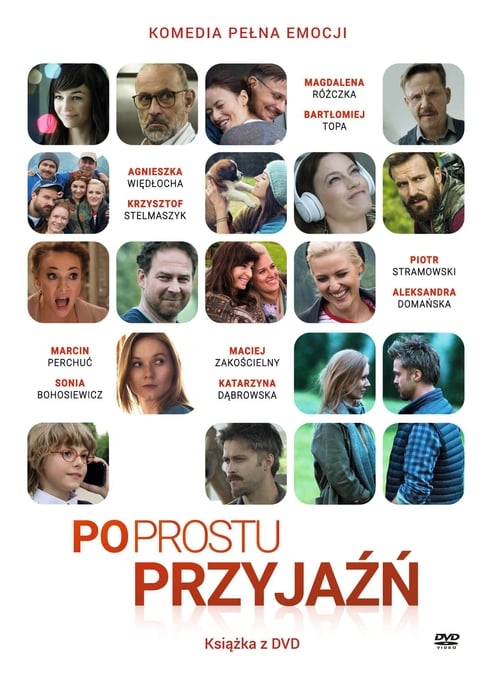 KOMEDIA PEŁNA EMOCJI
MAGDALENA
RÓŻCZKA
BARTŁOMIEJ
TOPA
AGNIESZKA
WIĘDŁOCHA
KRZYSZTOF
STELMASZYK
PIOTR
STRAMOWSKI
ALEKSANDRA
DOMAŃSKA
MARCIN
PERCHUĆ
SONIA
BOHOSIEWICZ
MACIEJ
ZAKOŚCIELNY
KATARZYNA
DĄBROWSKA
PO PROSTU
PRZYJAŹŃ
Książka z DVD
DVD
VIDEO